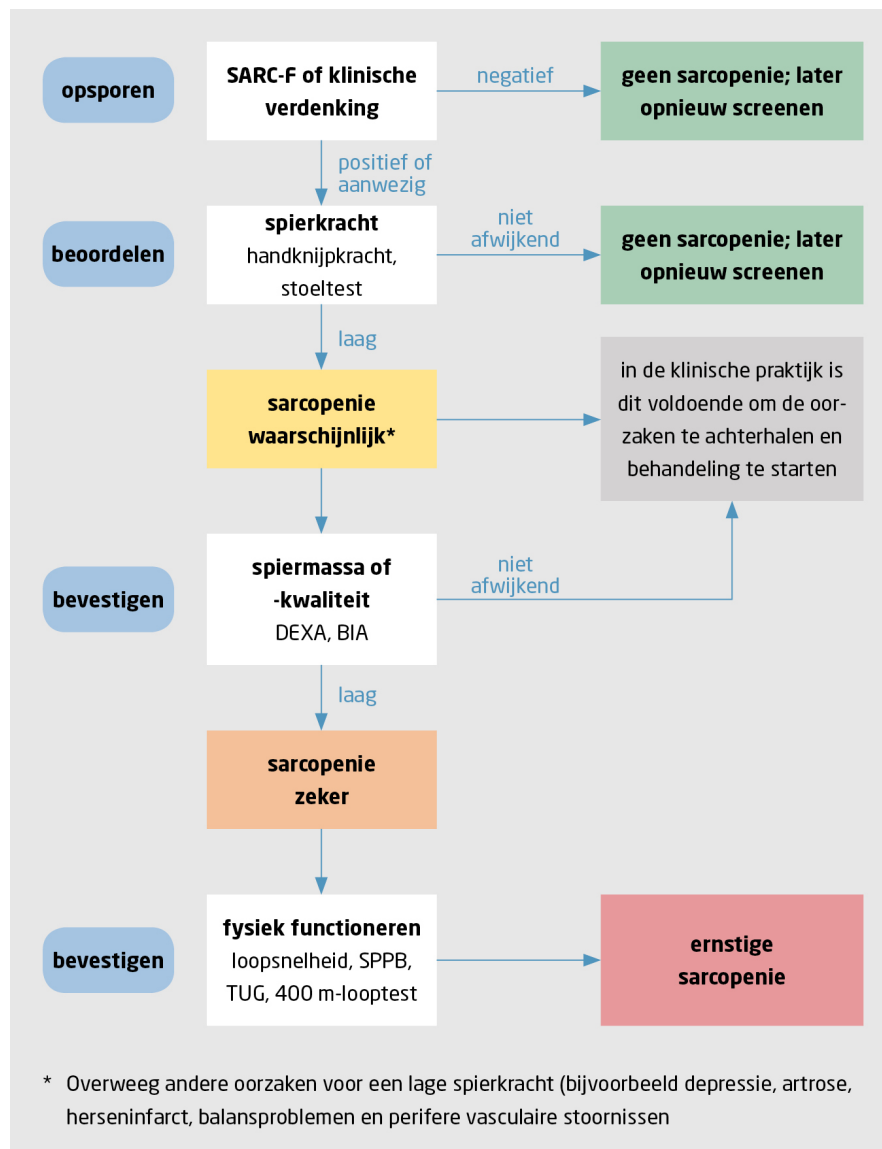 opsporen
SARC-F of klinische
verdenking
negatief
geen sarcopenie; later
opnieuw screenen
positief of
aanwezig
beoordelen
spierkracht
handknijpkracht,
stoeltest
niet
afwijkend
geen sarcopenie; later
opnieuw screenen
laag
sarcopenie
waarschijnlijk*
in de klinische praktijk is
dit voldoende om de oor-
zaken te achterhalen en
behandeling te starten
bevestigen
spiermassa of
-kwaliteit
DEXA, BIA
niet
afwijkend
laag
sarcopenie
zeker
bevestigen
fysiek functioneren
loopsnelheid, SPPB,
TUG, 400 m-looptest
ernstige
sarcopenie
* Overweeg andere oorzaken voor een lage spierkracht (bijvoorbeeld depressie, artrose,
herseninfarct, balansproblemen en perifere vasculaire stoornissen